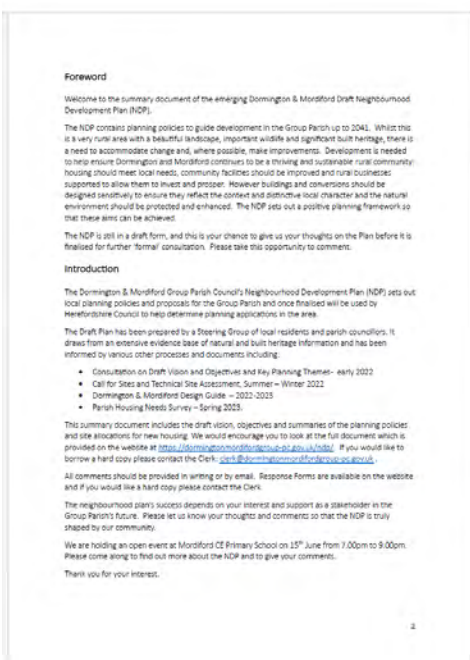 Foreword
Welcome to the summary document of the emerging Dormington & Mordiford Draft Neighbourhood
Development Plan (NDP).
The NDP contains planning policies to guide development in the Group Parish up to 2041. Whilst this
is a very rural area with a beautiful landscape, important wildlife and significant built heritage, there is
a need to accommodate change and, where possible, make improvements. Development is needed
to help ensure Dormington and Mordiford continues to be a thriving and sustainable rural community-
housing should meet local needs, community facilities should be improved and rural businesses
supported to allow them to invest and prosper. However buildings and conversions should be
designed sensitively to ensure they reflect the context and distinctive local character and the natural
environment should be protected and enhanced. The NDP sets out a positive planning framework so
that these aims can be achieved.
The NDP is still in a draft form, and this is your chance to give us your thoughts on the Plan before it is
finalised for further 'formal' consultation. Please take this opportunity to comment.
Introduction
The Dormington & Mordiford Group Parish Council's Neighbourhood Development Plan (NDP) sets out
local planning policies and proposals for the Group Parish and once finalised will be used by
Herefordshire Council to help determine planning applications in the area.
The Draft Plan has been prepared by a Steering Group of local residents and parish councillors. It
draws from an extensive evidence base of natural and built heritage information and has been
informed by various other processes and documents including:
• Consultation on Draft Vision and Objectives and Key Planning Themes- early 2022
• Call for Sites and Technical Site Assessment, Summer – Winter 2022
• Dormington & Mordiford Design Guide – 2022-2023
• Parish Housing Needs Survey – Spring 2023.
This summary document includes the draft vision, objectives and summaries of the planning policies
and site allocations for new housing. We would encourage you to look at the full document which is
provided on the website at https://dormingtonmordifordgroup-pc.gov.uk/ndp/. If you would like to
borrow a hard copy please contact the Clerk: clerk@dormingtonmordifordgroup-pc.gov.uk .
All comments should be provided in writing or by email. Response Forms are available on the website
and if you would like a hard copy please contact the Clerk
The neighbourhood plan's success depends on your interest and support as a stakeholder in the
Group Parish's future. Please let us know your thoughts and comments so that the NDP is truly
shaped by our community.
We are holding an open event at Mordiford CE Primary School on 15th June from 7.00pm to 9.00pm.
Please come along to find out more about the NDP and to give your comments.
Thank you for your interest.
2